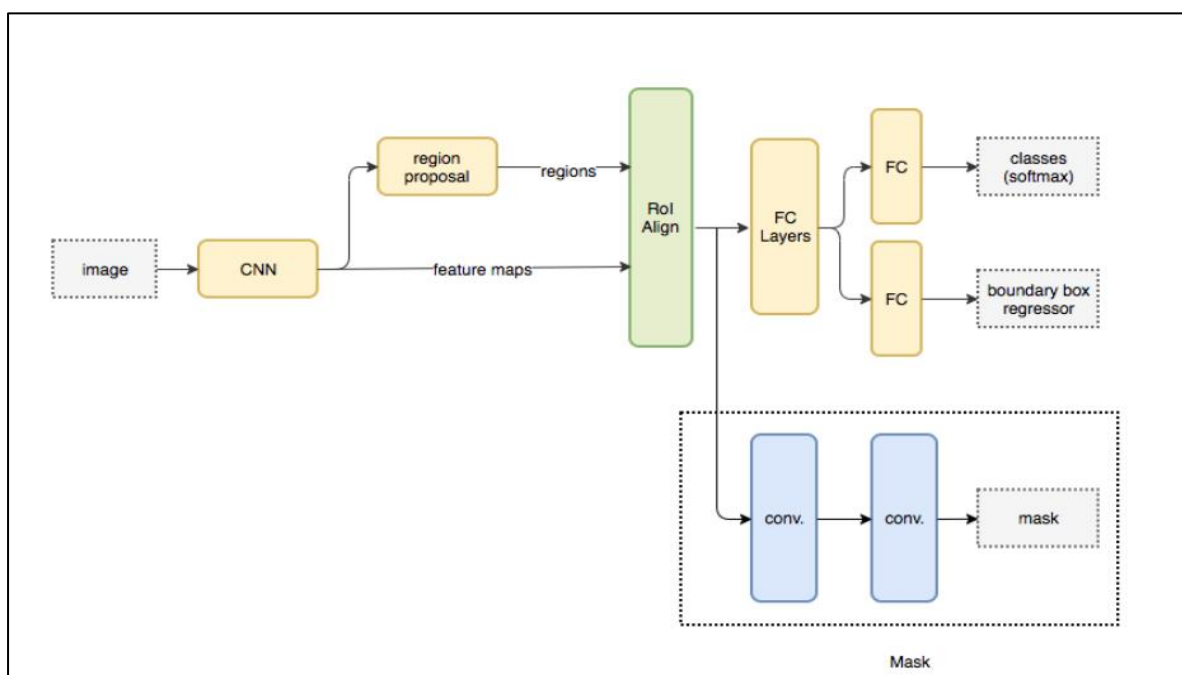 image
CNN
region
proposal
regions
feature maps
RoI
Align
FC
Layers
FC
classes
(softmax)
FC
boundary box
regressor
conv.
conv.
mask
Mask